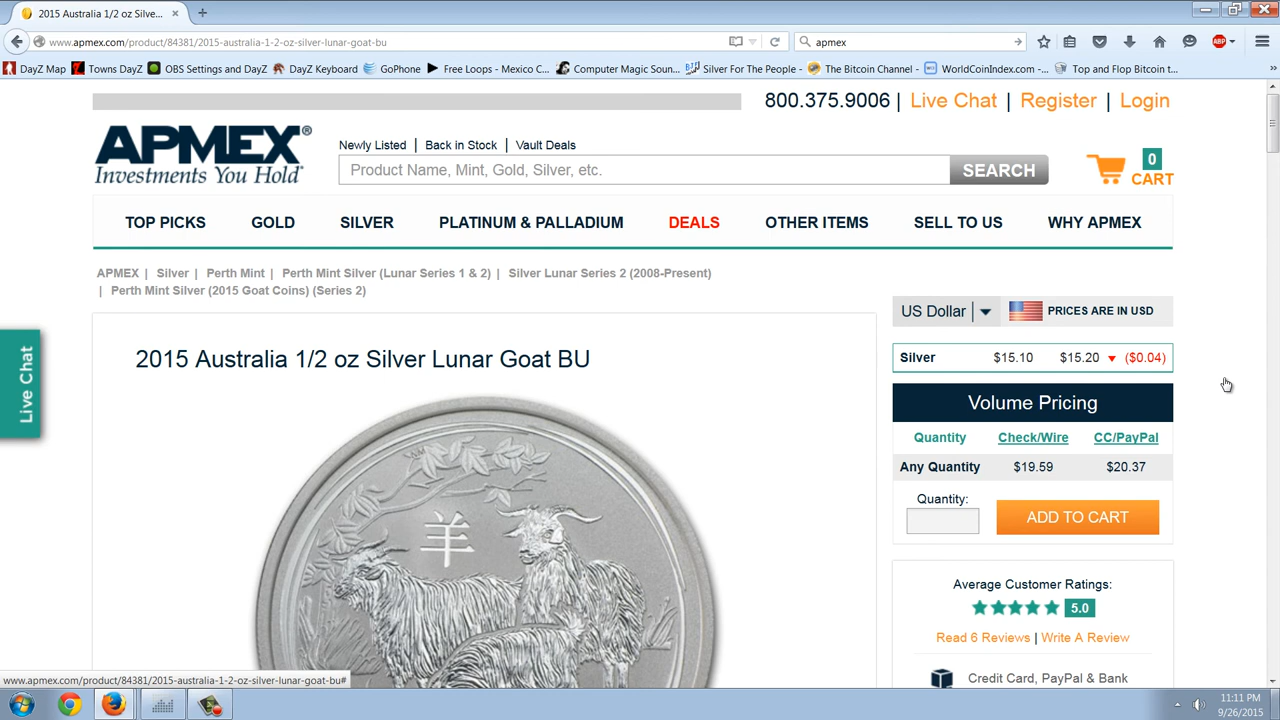 2015 Australia 1/2 oz Silve...
www.apmex.com/product/84381/2015-australia-1-2-oz-silver-lunar-goat-bu
apmex
ABP
DayZ Map
Towns DayZ
OBS Settings and DayZ
DayZ Keyboard
GoPhone
Free Loops - Mexico C...
Computer Magic Soun...
Silver For The People - ...
The Bitcoin Channel - ...
WorldCoinIndex.com -...
Top and Flop Bitcoin t...
800.375.9006 | Live Chat | Register | Login
APMEX®
Investments You Hold®
Newly Listed | Back in Stock | Vault Deals
Product Name, Mint, Gold, Silver, etc.
SEARCH
0
CART
TOP PICKS GOLD SILVER PLATINUM & PALLADIUM DEALS OTHER ITEMS SELL TO US WHY APMEX
APMEX | Silver | Perth Mint | Perth Mint Silver (Lunar Series 1 & 2) | Silver Lunar Series 2 (2008-Present)
| Perth Mint Silver (2015 Goat Coins) (Series 2)
Live Chat
2015 Australia 1/2 oz Silver Lunar Goat BU
羊
US Dollar PRICES ARE IN USD
Silver $15.10 $15.20 ($0.04)
Volume Pricing
Quantity Check/Wire CC/PayPal
Any Quantity $19.59 $20.37
Quantity:
ADD TO CART
Average Customer Ratings:
5.0
Read 6 Reviews | Write A Review
Credit Card, PayPal & Bank
www.apmex.com/product/84381/2015-australia-1-2-oz-silver-lunar-goat-bu#
11:11 PM
9/26/2015